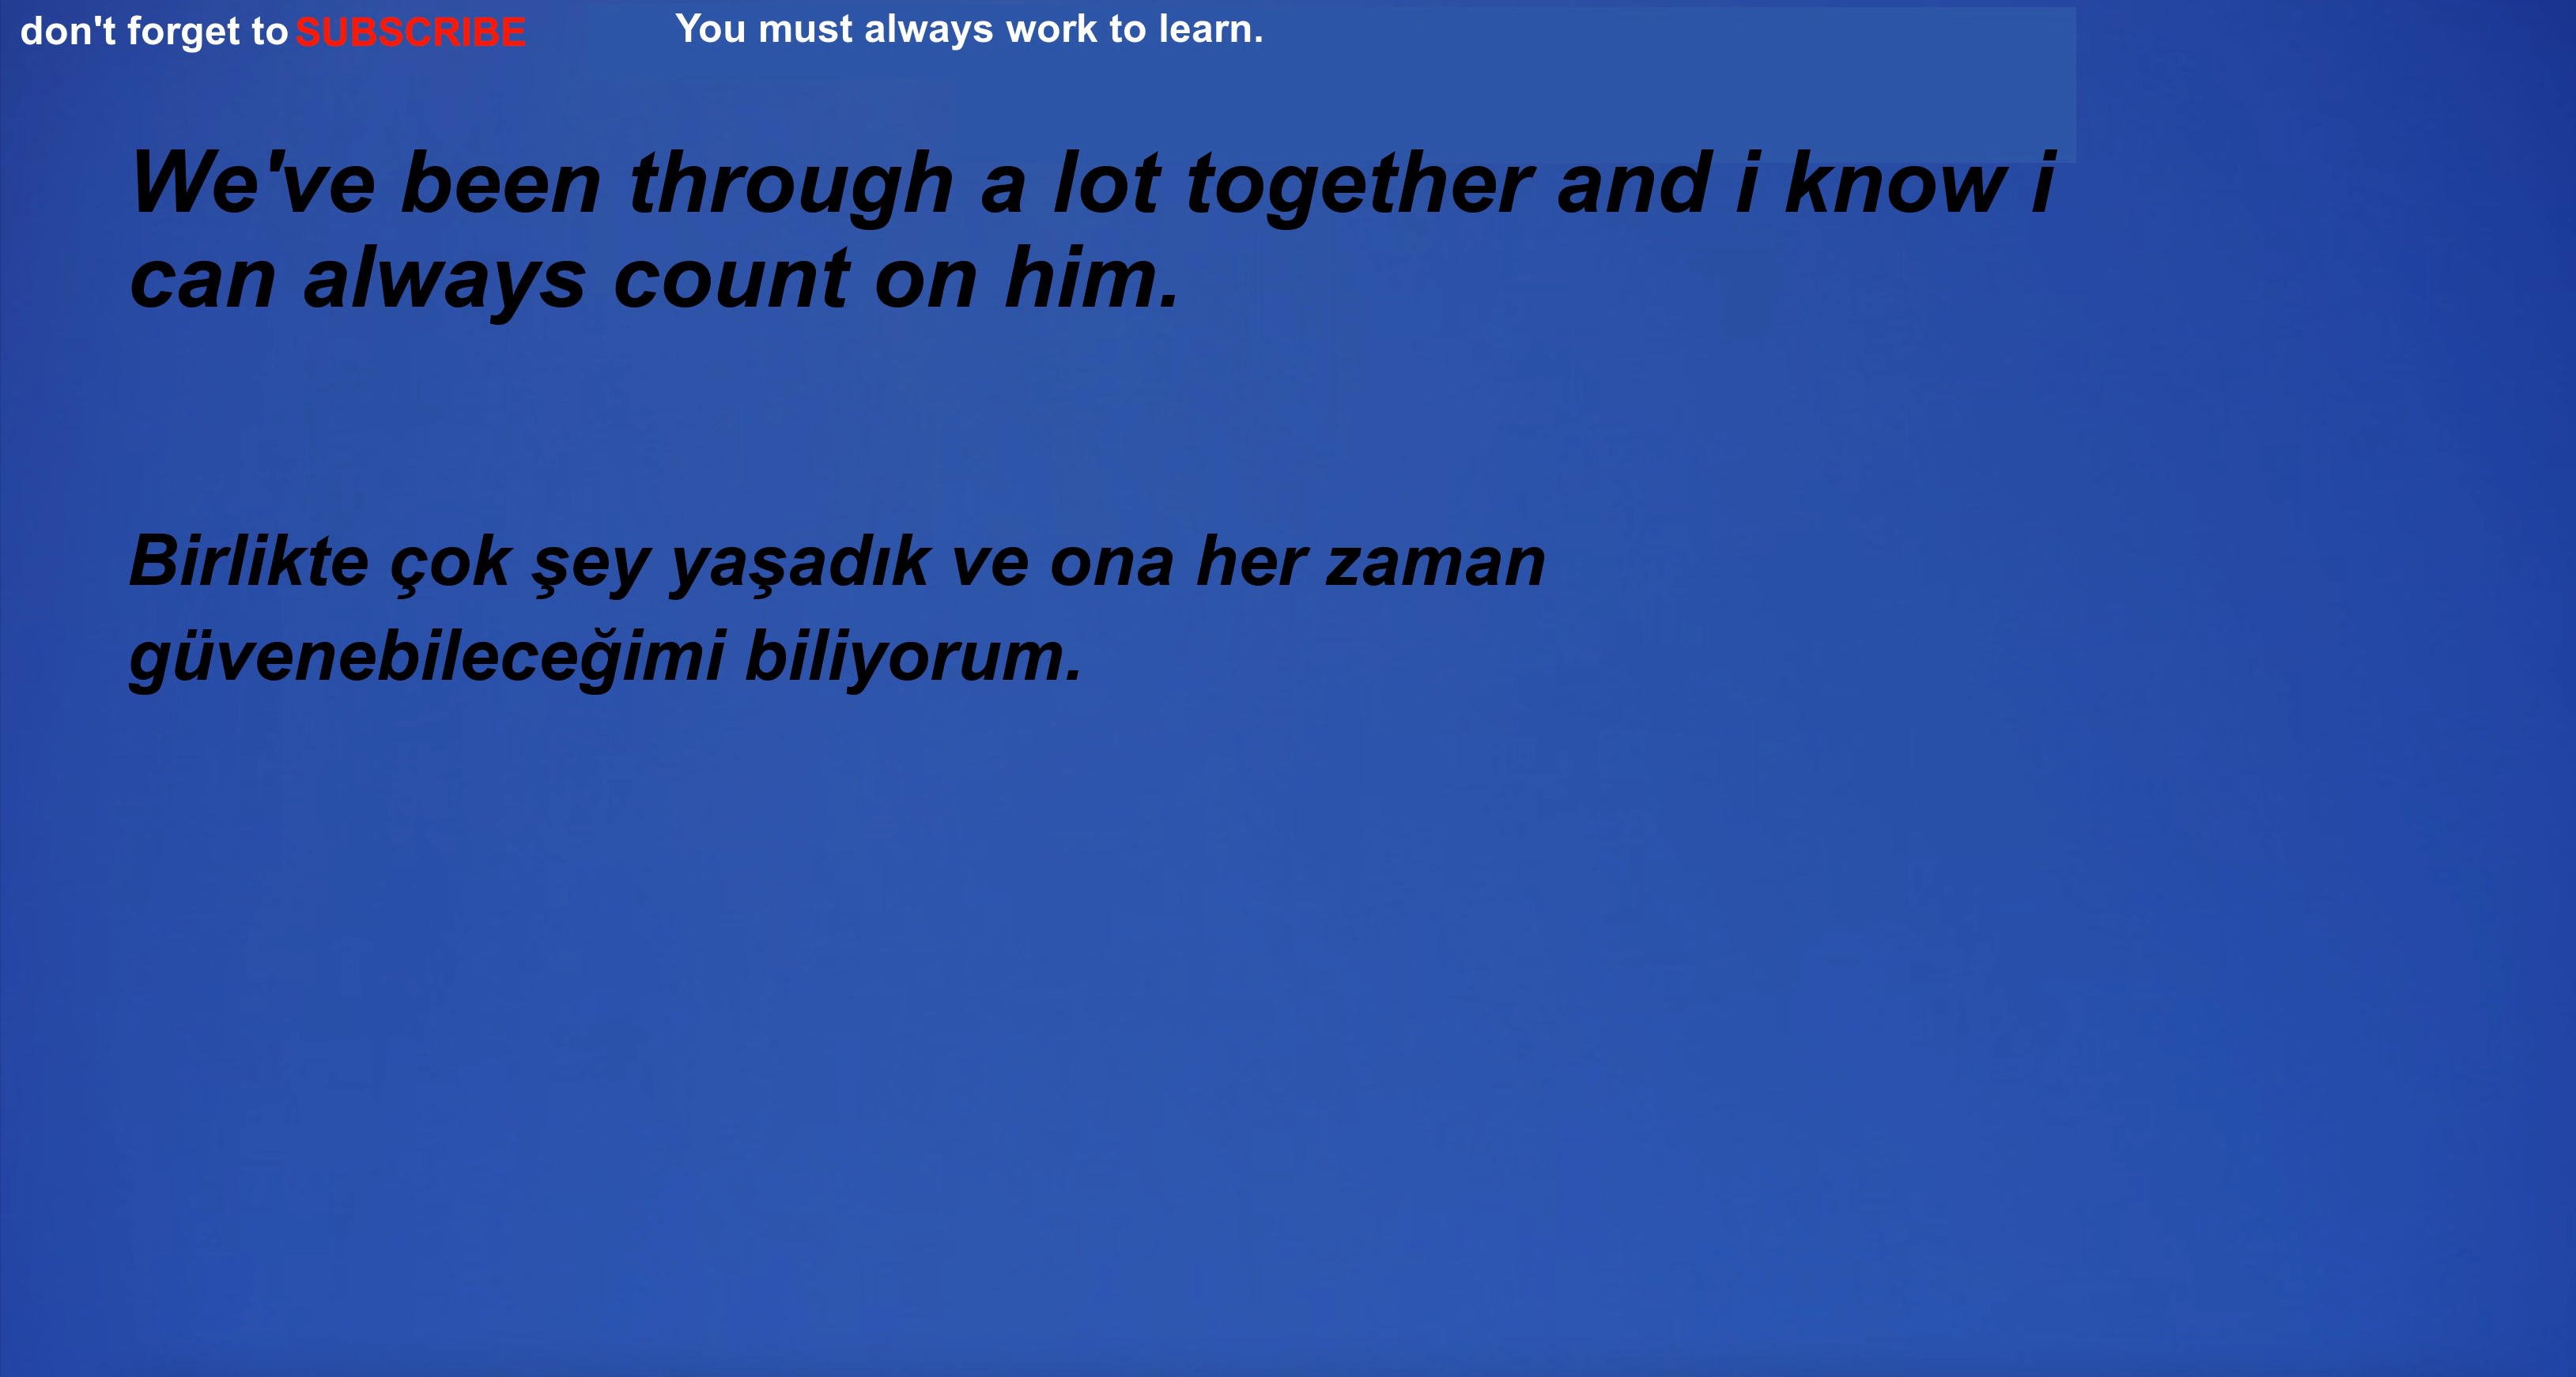 don't forget to SUBSCRIBE
You must always work to learn.
We've been through a lot together and i know i
can always count on him.
Birlikte çok şey yaşadık ve ona her zaman
güvenebileceğimi biliyorum.